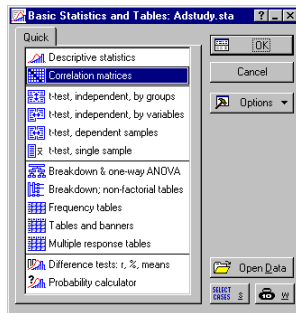 Basic Statistics and Tables: Adstudy.sta
Quick
Descriptive statistics
Correlation matrices
t-test, independent, by groups
t-test, independent, by variables
t-test, dependent samples
t-test, single sample
Breakdown & one-way ANOVA
Breakdown; non-factorial tables
Frequency tables
Tables and banners
Multiple response tables
Difference tests: r, %, means
Probability calculator
OK
Cancel
Options
Open Data
SELECT CASES S
W